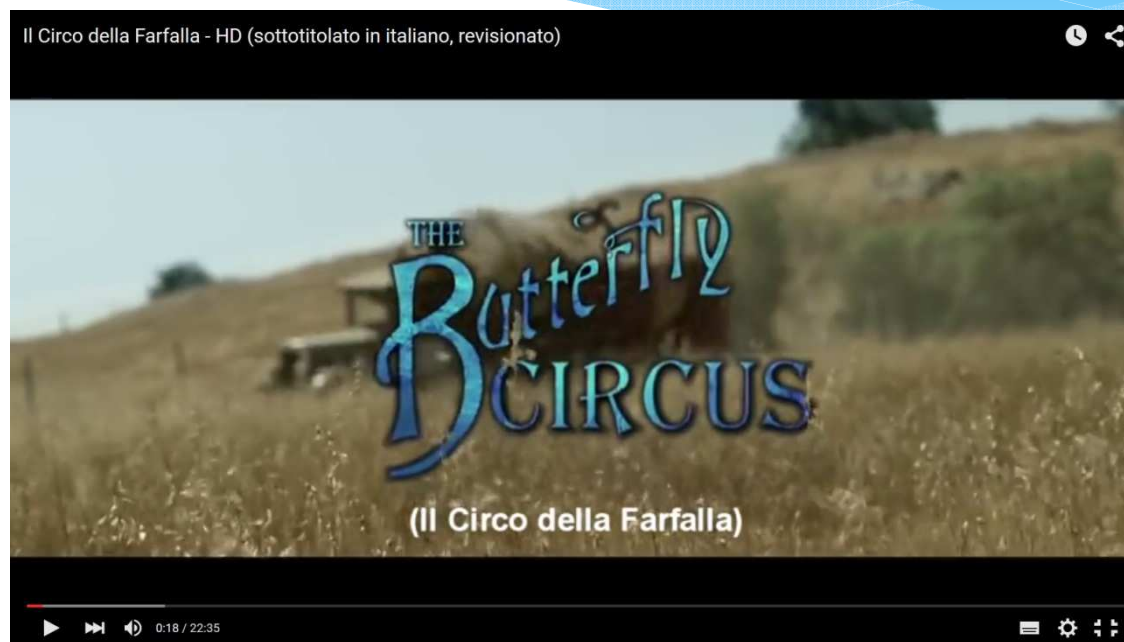 Il Circo della Farfalla - HD (sottotitolato in italiano, revisionato)
THE
Butterfly
CIRCUS
(Il Circo della Farfalla)
0:18 / 22:35